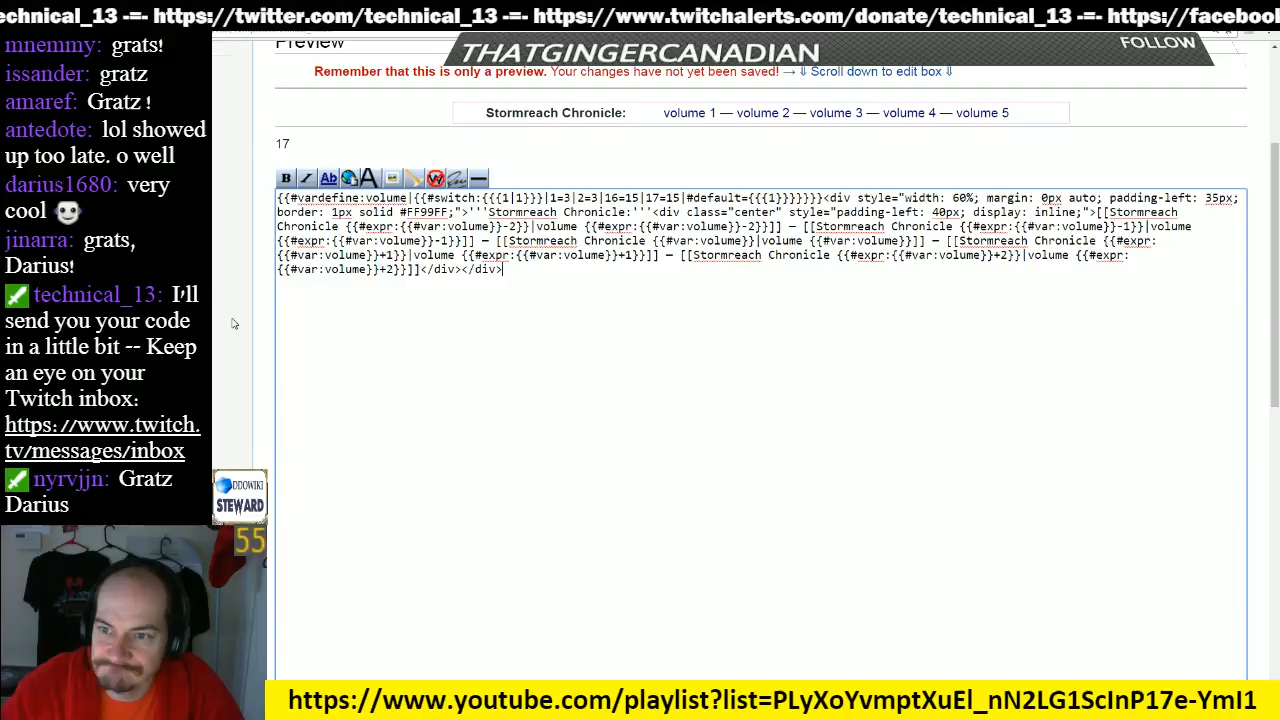 echnical_13 -=- https://twitter.com/technical_13 -=- https://www.twitchalerts.com/donate/technical_13 -=- https://facebook
mnemmy: grats!
issander: gratz
amaref: Gratz !
antedote: lol showed
up too late. o well
darius1680: very
cool
jinarra: grats,
Darius!
technical_13: I'll
send you your code
in a little bit -- Keep
an eye on your
Twitch inbox:
https://www.twitch.
tv/messages/inbox
nyrvjjn: Gratz
Darius
DDOWIKI
STEWARD
55
Preview
THATGINGERCANADIAN
FOLLOW
Remember that this is only a preview. Your changes have not yet been saved! → ⇓ Scroll down to edit box ⇓
Stormreach Chronicle: volume 1 — volume 2 — volume 3 — volume 4 — volume 5
17
B I Ab A W
{{#vardefine:volume|{{#switch:{{{1|1}}}|1=3|2=3|16=15|17=15|#default={{{1}}}}}}}<div style="width: 60%; margin: 0px auto; padding-left: 35px;
border: 1px solid #FF99FF;">'''Stormreach Chronicle:'''<div class="center" style="padding-left: 40px; display: inline;">[[Stormreach
Chronicle {{#expr:{{#var:volume}}-2}}|volume {{#expr:{{#var:volume}}-2}}]] — [[Stormreach Chronicle {{#expr:{{#var:volume}}-1}}|volume
{{#expr:{{#var:volume}}-1}}]] — [[Stormreach Chronicle {{#var:volume}}|volume {{#var:volume}}]] — [[Stormreach Chronicle {{#expr:
{{#var:volume}}+1}}|volume {{#expr:{{#var:volume}}+1}}]] — [[Stormreach Chronicle {{#expr:{{#var:volume}}+2}}|volume {{#expr:
{{#var:volume}}+2}}]]</div></div>
https://www.youtube.com/playlist?list=PLyXoYvmptXuEl_nN2LG1ScInP17e-YmI1